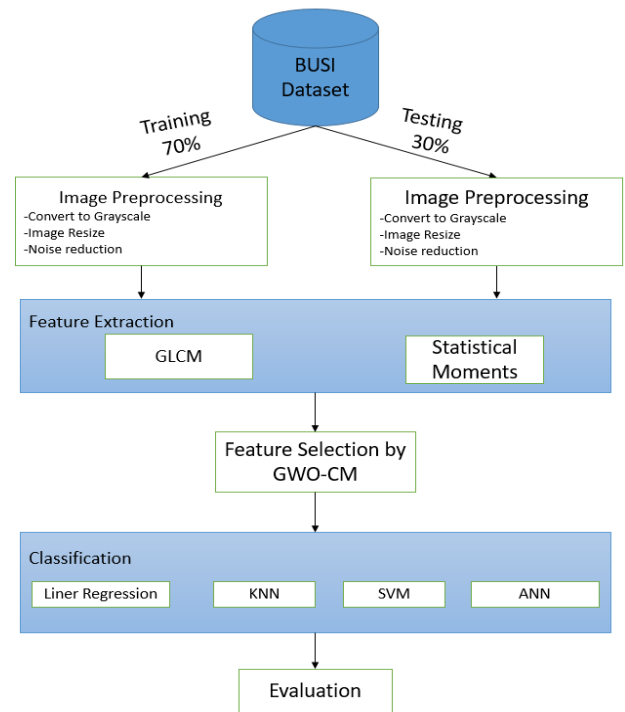 BUSI
Dataset
Training
70%
Testing
30%
Image Preprocessing
-Convert to Grayscale
-Image Resize
-Noise reduction
Image Preprocessing
-Convert to Grayscale
-Image Resize
-Noise reduction
Feature Extraction
GLCM
Statistical
Moments
Feature Selection by
GWO-CM
Classification
Liner Regression
KNN
SVM
ANN
Evaluation